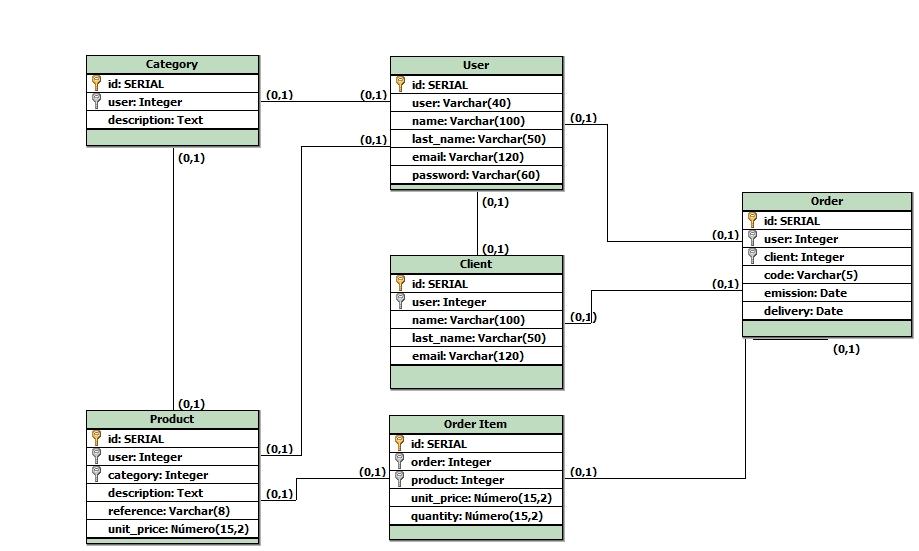 Category
id: SERIAL
user: Integer
description: Text
(0,1)
(0,1)
(0,1)
(0,1)
User
id: SERIAL
user: Varchar(40)
name: Varchar(100)
last_name: Varchar(50)
email: Varchar(120)
password: Varchar(60)
(0,1)
(0,1)
(0,1)
Client
id: SERIAL
user: Integer
name: Varchar(100)
last_name: Varchar(50)
email: Varchar(120)
(0,1)
Order
id: SERIAL
user: Integer
client: Integer
code: Varchar(5)
emission: Date
delivery: Date
(0,1)
(0,1)
(0,1)
(0,1)
Product
id: SERIAL
user: Integer
category: Integer
description: Text
reference: Varchar(8)
unit_price: Número(15,2)
(0,1)
(0,1)
(0,1)
Order Item
id: SERIAL
order: Integer
product: Integer
unit_price: Número(15,2)
quantity: Número(15,2)
(0,1)